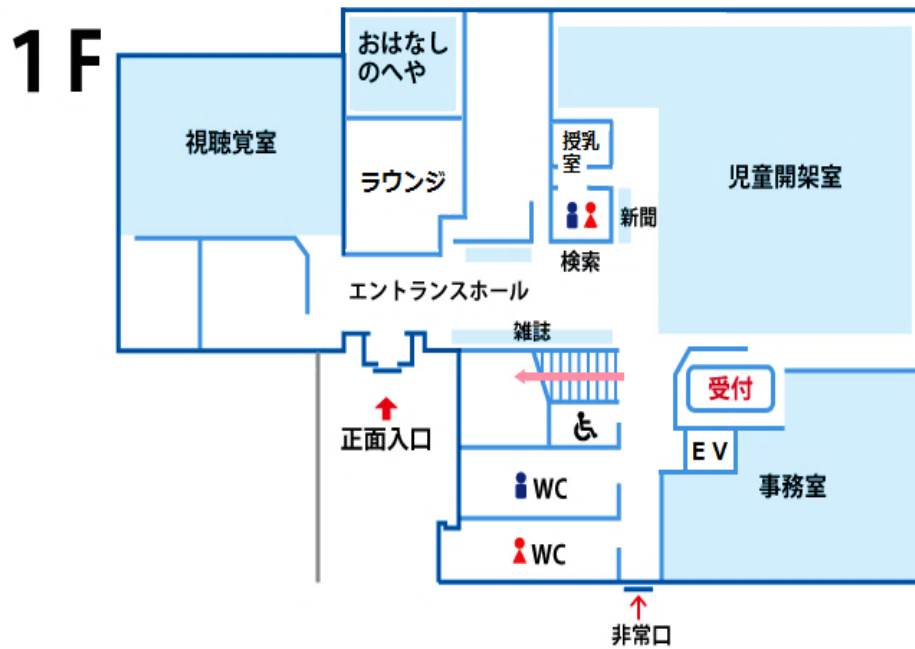 1F
おはなし
のへや
視聴覚室
授乳
室
ラウンジ
児童開架室
新聞
検索
エントランスホール
雑誌
受付
正面入口
EV
WC
事務室
WC
非常口